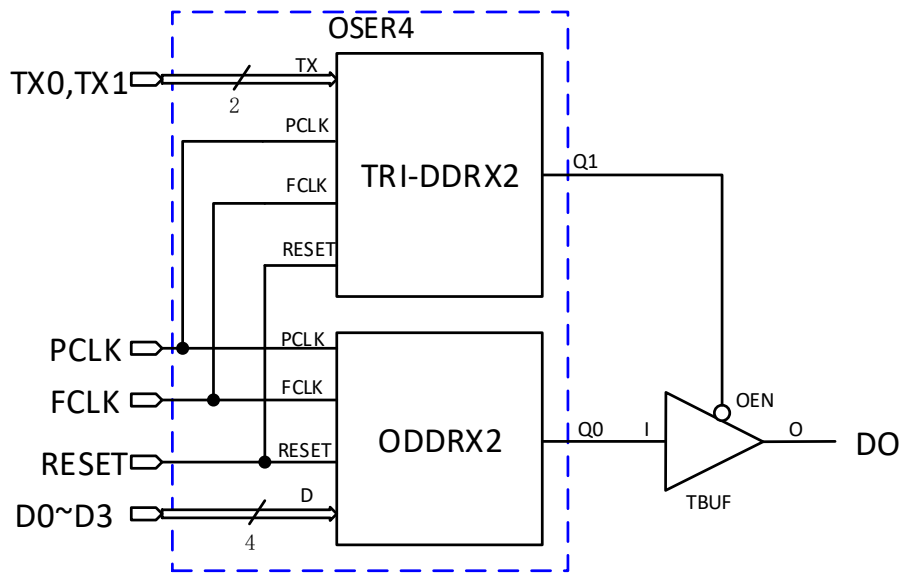 OSER4
TX0,TX1
TX
2
PCLK
TRI-DDRX2
Q1
FCLK
RESET
PCLK
PCLK
FCLK
FCLK
OEN
ODDRX2
Q0
I
O
DO
RESET
RESET
TBUF
D0~D3
D
4